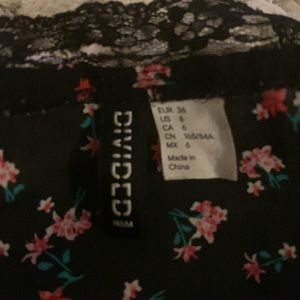 DIVIDED
H&M
EUR 36
US 6
CA 6
CN 165/84A
MX 6
Made in
China